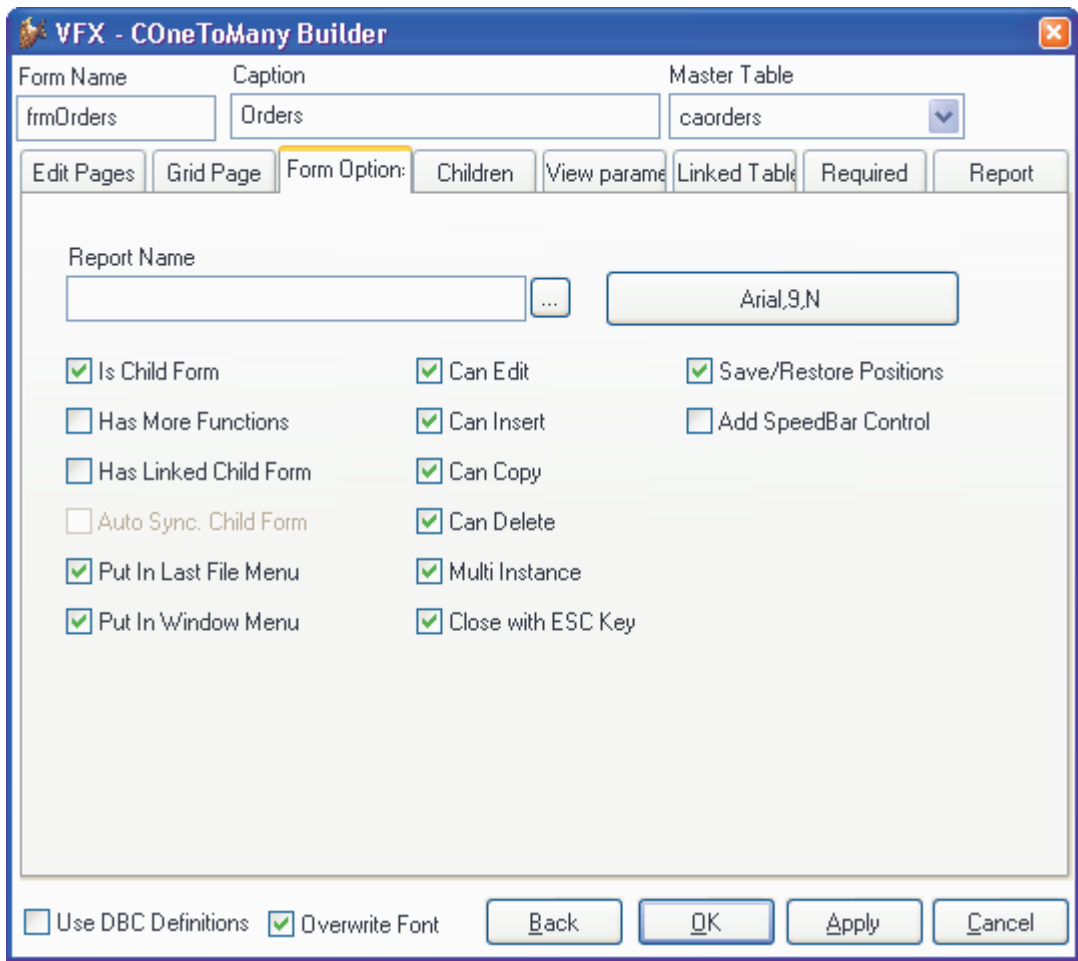 VFX - COneToMany Builder
Form Name Caption Master Table
frmOrders Orders caorders
Edit Pages Grid Page Form Option: Children View parame Linked Table Required Report
Report Name
... Arial,9,N
Is Child Form Can Edit Save/Restore Positions
Has More Functions Can Insert Add SpeedBar Control
Has Linked Child Form Can Copy
Auto Sync. Child Form Can Delete
Put In Last File Menu Multi Instance
Put In Window Menu Close with ESC Key
Use DBC Definitions Overwrite Font Back OK Apply Cancel